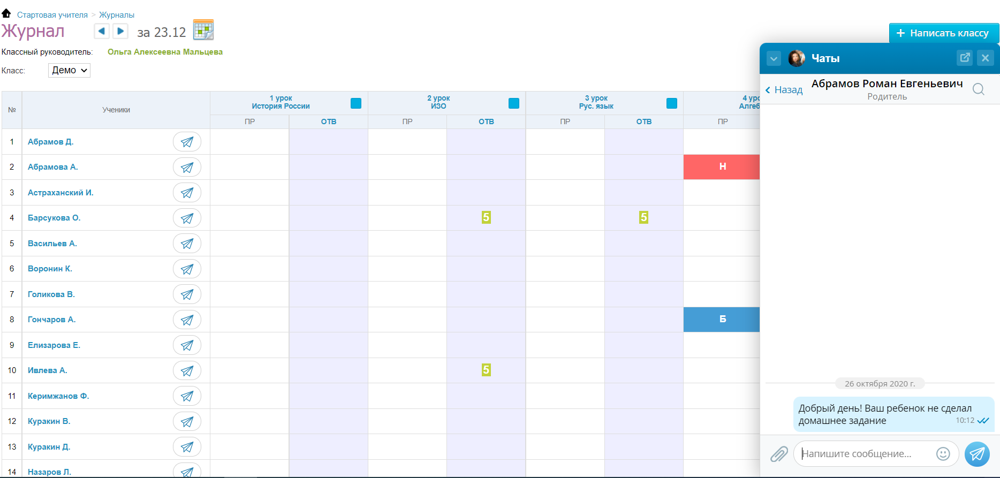 Стартовая учителя > Журналы
Журнал за 23.12
+ Написать классу
Классный руководитель: Ольга Алексеевна Мальцева
Класс: Демо
№ Ученики
1 урок
История России
2 урок
ИЗО
3 урок
Рус. язык
4 уро
Алгеб
ПР ОТВ ПР ОТВ ПР ОТВ ПР
1 Абрамов Д.
2 Абрамова А. Н
3 Астраханский И.
4 Барсукова О. 5 5
5 Васильев А.
6 Воронин К.
7 Голикова В.
8 Гончаров А. Б
9 Елизарова Е.
10 Ивлева А. 5
11 Керимжанов Ф.
12 Куракин В.
13 Куракин Д.
14 Назаров Л.
Чаты
Назад
Абрамов Роман Евгеньевич
Родитель
26 октября 2020 г.
Добрый день! Ваш ребенок не сделал
домашнее задание 10:12
Напишите сообщение...